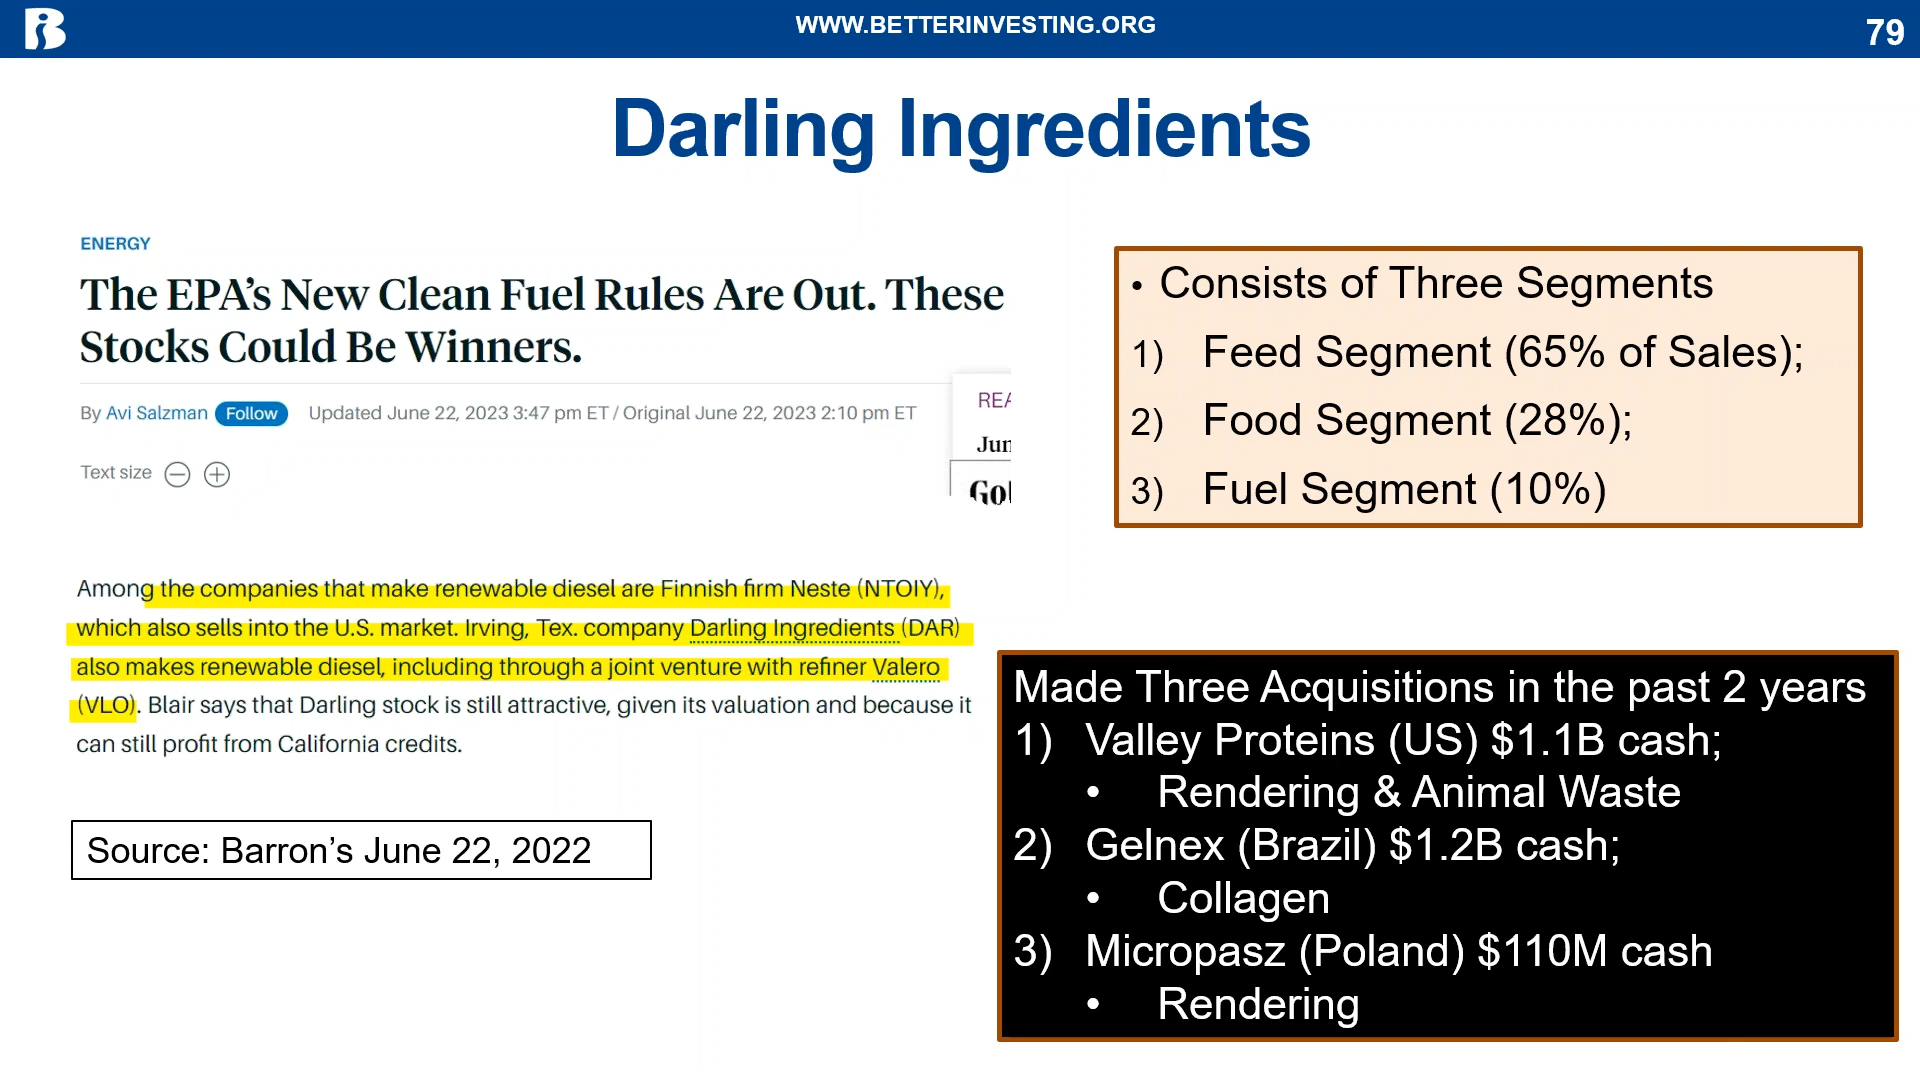 WWW.BETTERINVESTING.ORG
79
Darling Ingredients
ENERGY
The EPA’s New Clean Fuel Rules Are Out. These
Stocks Could Be Winners.
By Avi Salzman Follow Updated June 22, 2023 3:47 pm ET / Original June 22, 2023 2:10 pm ET
Text size
Among the companies that make renewable diesel are Finnish firm Neste (NTOIY),
which also sells into the U.S. market. Irving, Tex. company Darling Ingredients (DAR)
also makes renewable diesel, including through a joint venture with refiner Valero
(VLO). Blair says that Darling stock is still attractive, given its valuation and because it
can still profit from California credits.
Source: Barron’s June 22, 2022
• Consists of Three Segments
1) Feed Segment (65% of Sales);
2) Food Segment (28%);
3) Fuel Segment (10%)
Made Three Acquisitions in the past 2 years
1) Valley Proteins (US) $1.1B cash;
• Rendering & Animal Waste
2) Gelnex (Brazil) $1.2B cash;
• Collagen
3) Micropasz (Poland) $110M cash
• Rendering